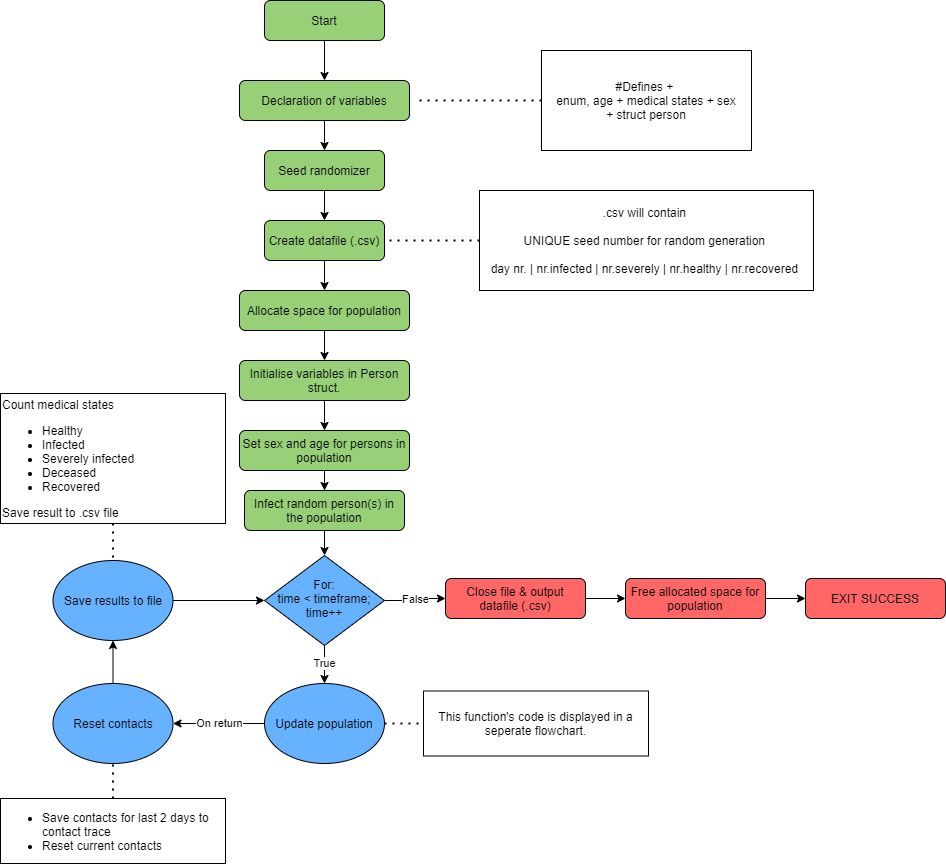 Start
Declaration of variables
#Defines +
enum, age + medical states + sex
+ struct person
Seed randomizer
Create datafile (.csv)
.csv will contain
UNIQUE seed number for random generation
day nr. | nr.infected | nr.severely | nr.healthy | nr.recovered
Allocate space for population
Initialise variables in Person
struct.
Set sex and age for persons in
population
Infect random person(s) in
the population
Count medical states
Healthy
Infected
Severely infected
Deceased
Recovered
Save result to .csv file
Save results to file
For:
time < timeframe;
time++
False
Close file & output
datafile (.csv)
Free allocated space for
population
EXIT SUCCESS
True
Update population
This function's code is displayed in a
seperate flowchart.
On return
Reset contacts
Save contacts for last 2 days to
contact trace
Reset current contacts